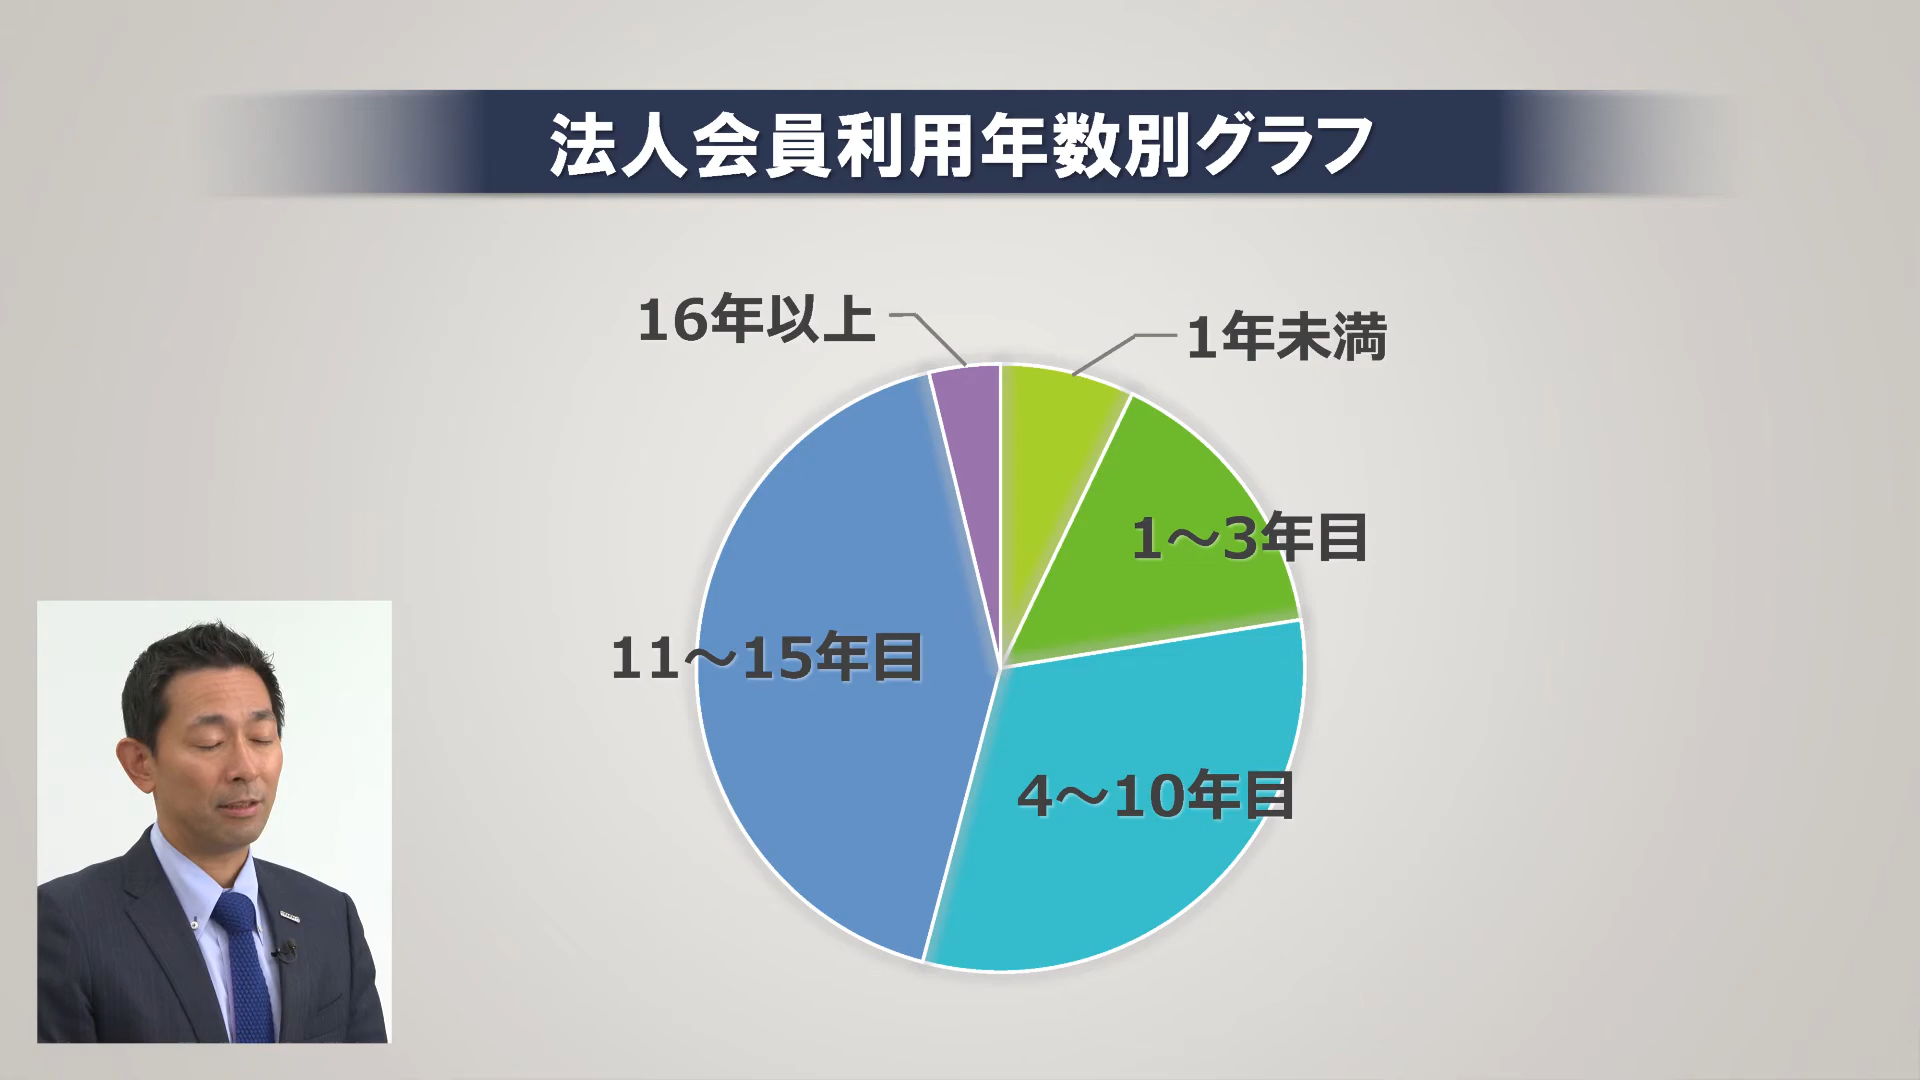 法人会員利用年数別グラフ
16年以上
1年未満
1～3年目
11～15年目
4～10年目